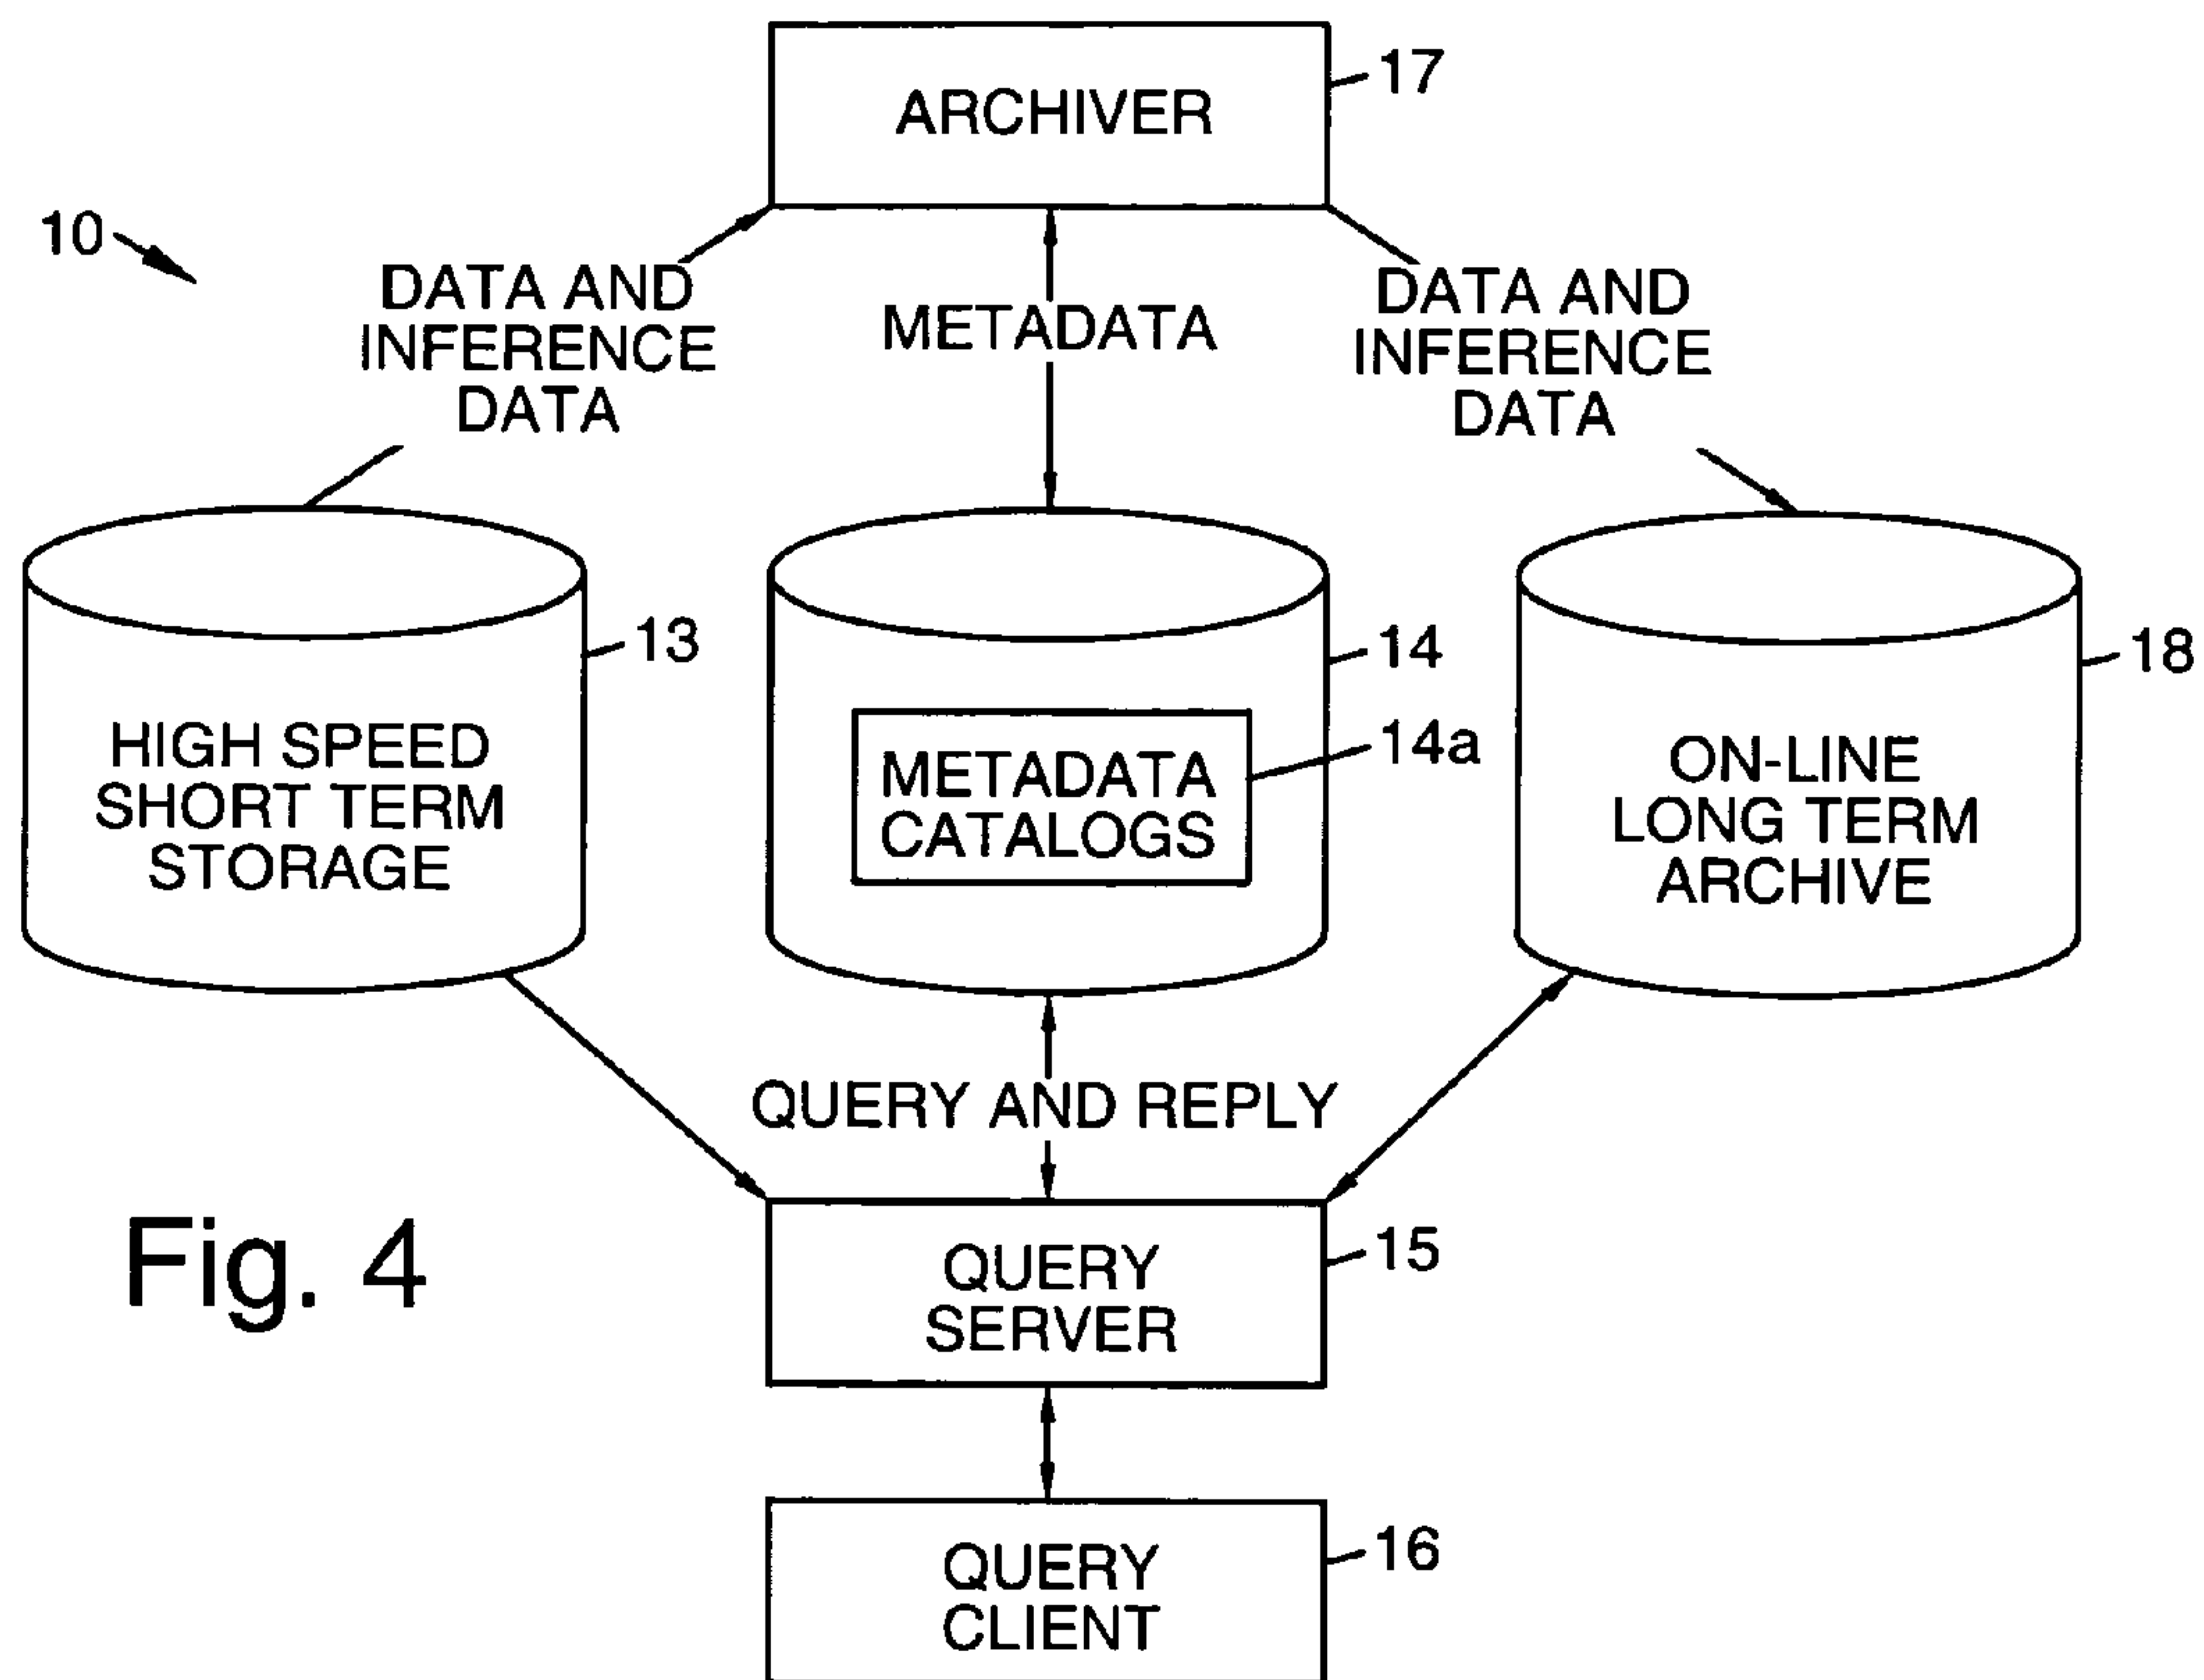 ARCHIVER
17
10
DATA AND
INFERENCE
DATA
METADATA
DATA AND
INFERENCE
DATA
13
14
18
HIGH SPEED
SHORT TERM
STORAGE
14a
METADATA
CATALOGS
ON-LINE
LONG TERM
ARCHIVE
QUERY AND REPLY
Fig. 4
QUERY
SERVER
15
QUERY
CLIENT
16